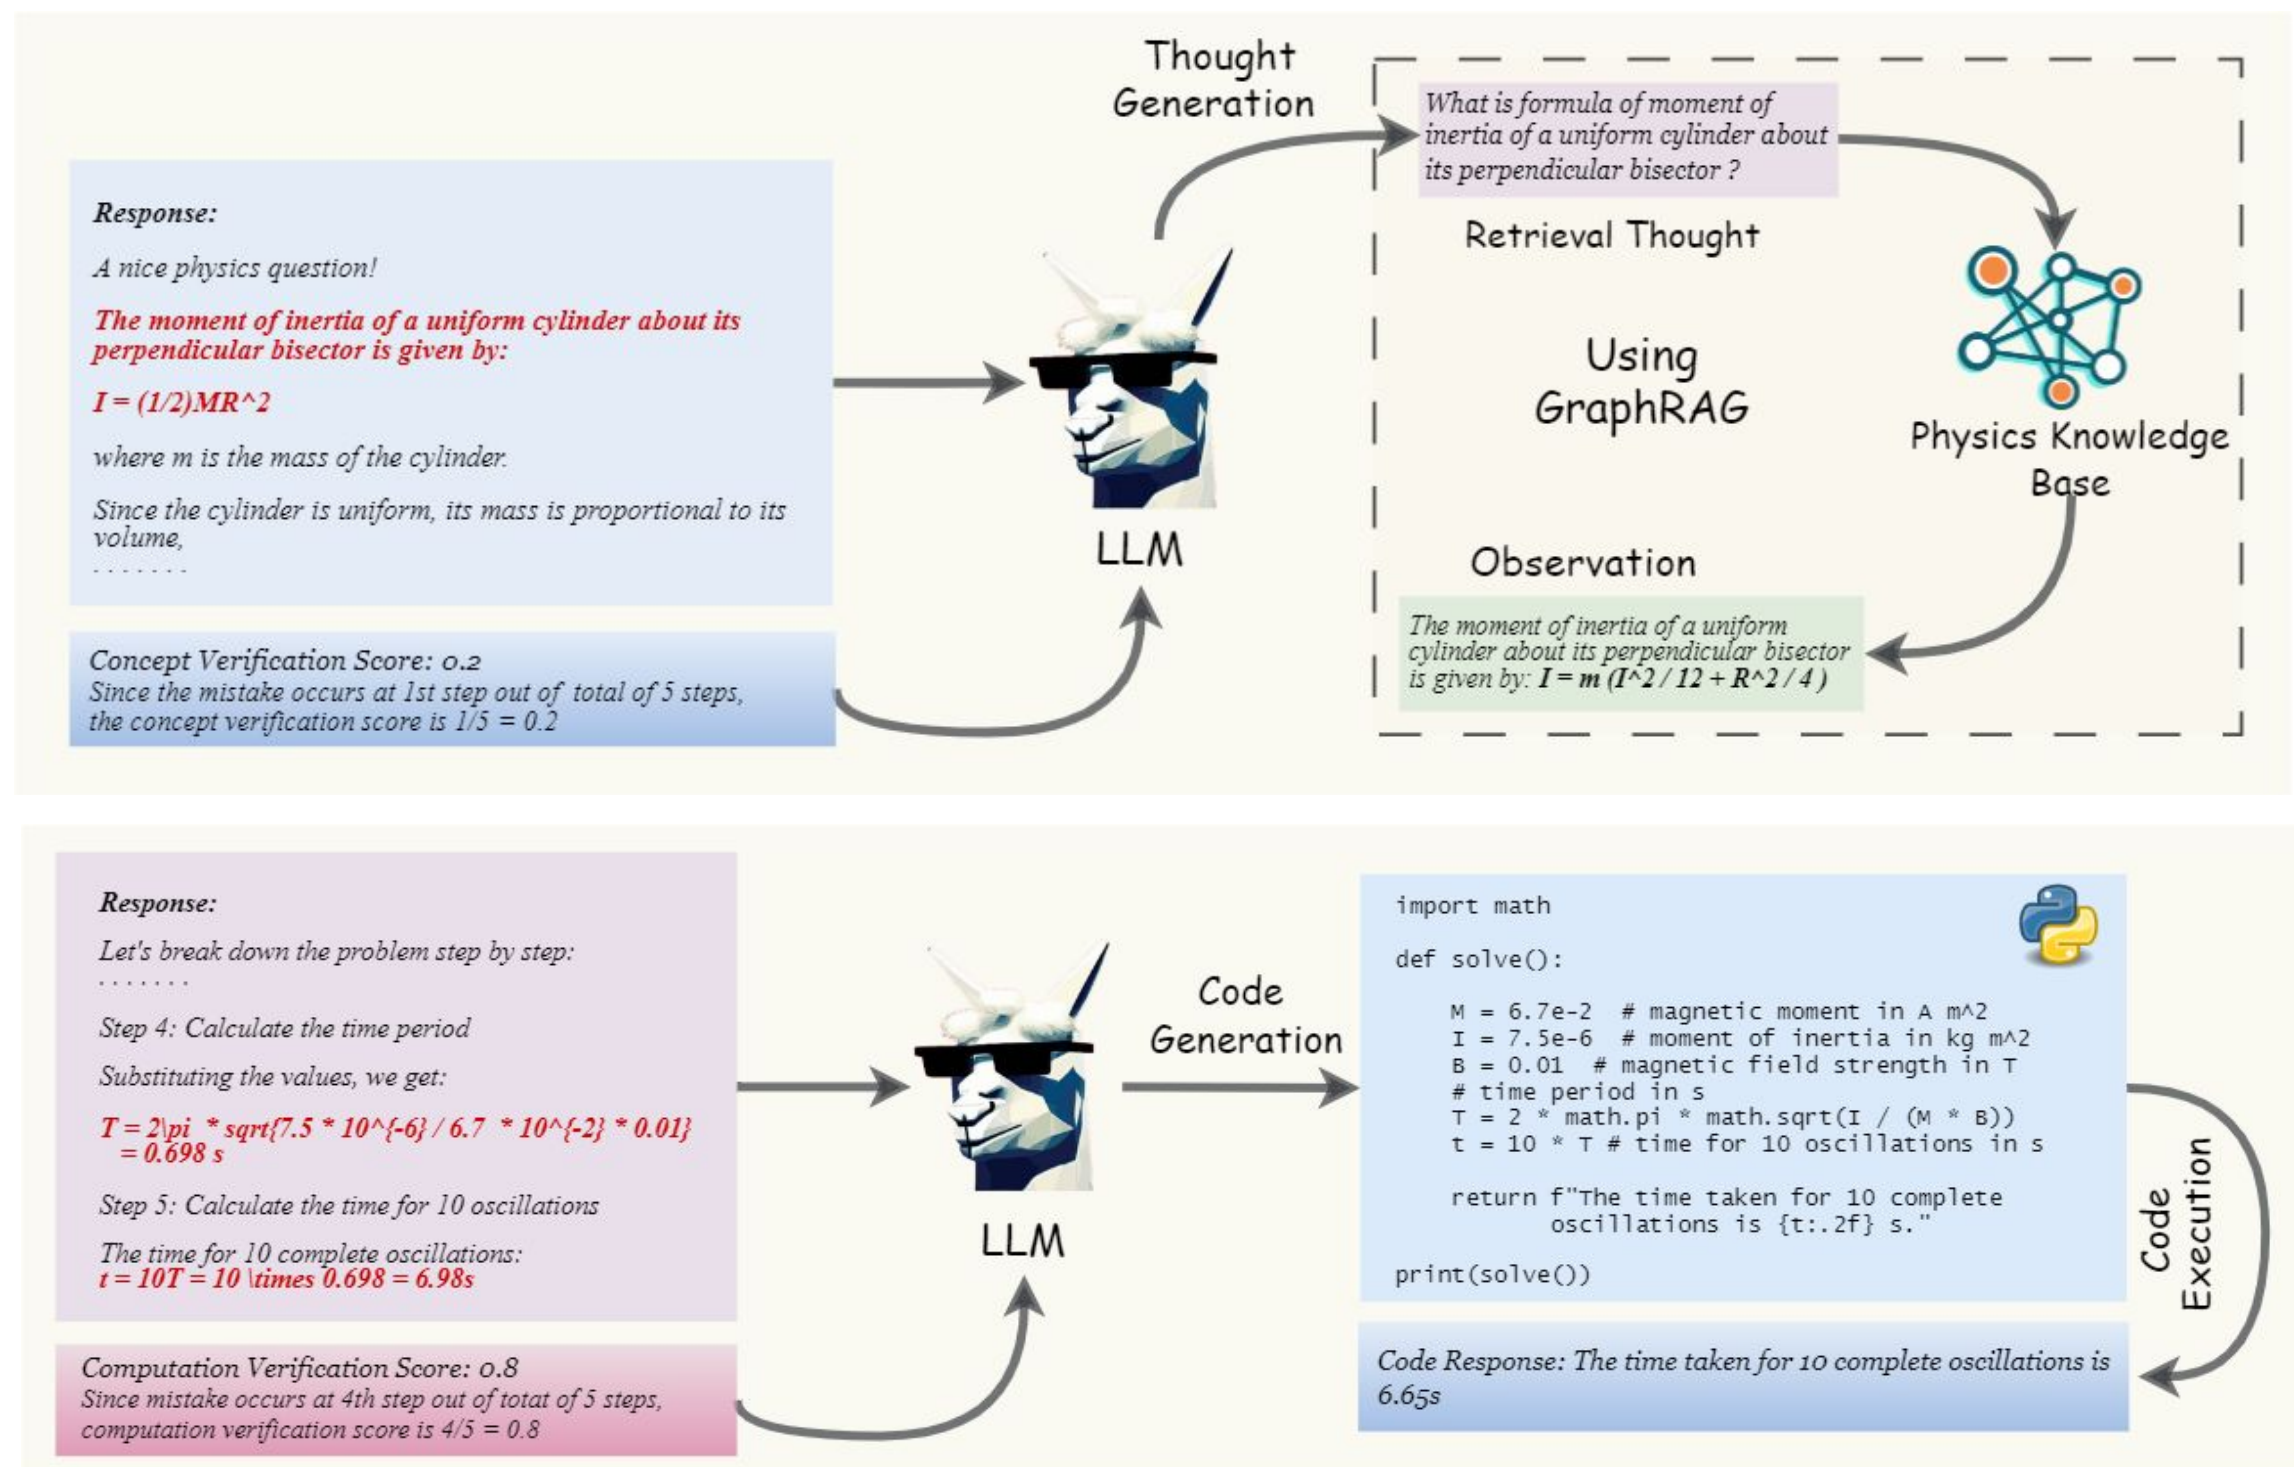 Thought
Generation
Response:
A nice physics question!
The moment of inertia of a uniform cylinder about its
perpendicular bisector is given by:
I = (1/2)MR^2
where m is the mass of the cylinder.
Since the cylinder is uniform, its mass is proportional to its
volume,
. . . . . . .
Concept Verification Score: 0.2
Since the mistake occurs at 1st step out of total of 5 steps,
the concept verification score is 1/5 = 0.2
LLM
What is formula of moment of
inertia of a uniform cylinder about
its perpendicular bisector ?
Retrieval Thought
Using
GraphRAG
Physics Knowledge
Base
Observation
The moment of inertia of a uniform
cylinder about its perpendicular bisector
is given by: I = m (I^2 / 12 + R^2 / 4 )
Response:
Let's break down the problem step by step:
. . . . . . .
Step 4: Calculate the time period
Substituting the values, we get:
T = 2\pi * sqrt{7.5 * 10^{-6} / 6.7 * 10^{-2} * 0.01}
= 0.698 s
Step 5: Calculate the time for 10 oscillations
The time for 10 complete oscillations:
t = 10T = 10 \times 0.698 = 6.98s
Computation Verification Score: 0.8
Since mistake occurs at 4th step out of totat of 5 steps,
computation verification score is 4/5 = 0.8
LLM
Code
Generation
import math
def solve():
M = 6.7e-2 # magnetic moment in A m^2
I = 7.5e-6 # moment of inertia in kg m^2
B = 0.01 # magnetic field strength in T
# time period in s
T = 2 * math.pi * math.sqrt(I / (M * B))
t = 10 * T # time for 10 oscillations in s
return f"The time taken for 10 complete
oscillations is {t:.2f} s."
print(solve())
Code
Execution
Code Response: The time taken for 10 complete oscillations is
6.65s